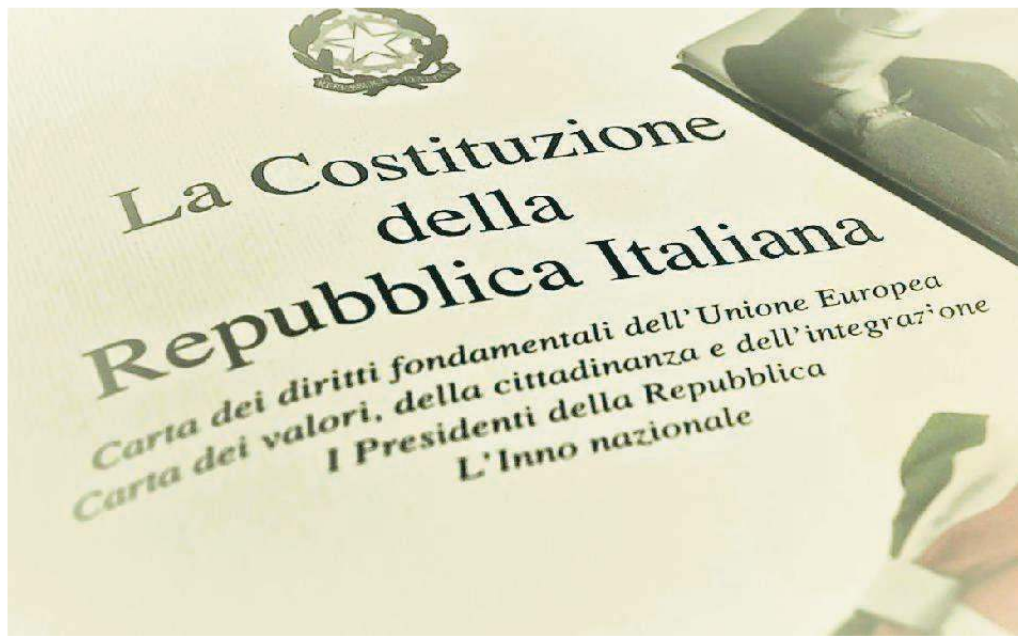 La Costituzione
della
Repubblica Italiana
Carta dei diritti fondamentali dell'Unione Europea
Carta dei valori, della cittadinanza e dell'integrazione
I Presidenti della Repubblica
L'Inno nazionale